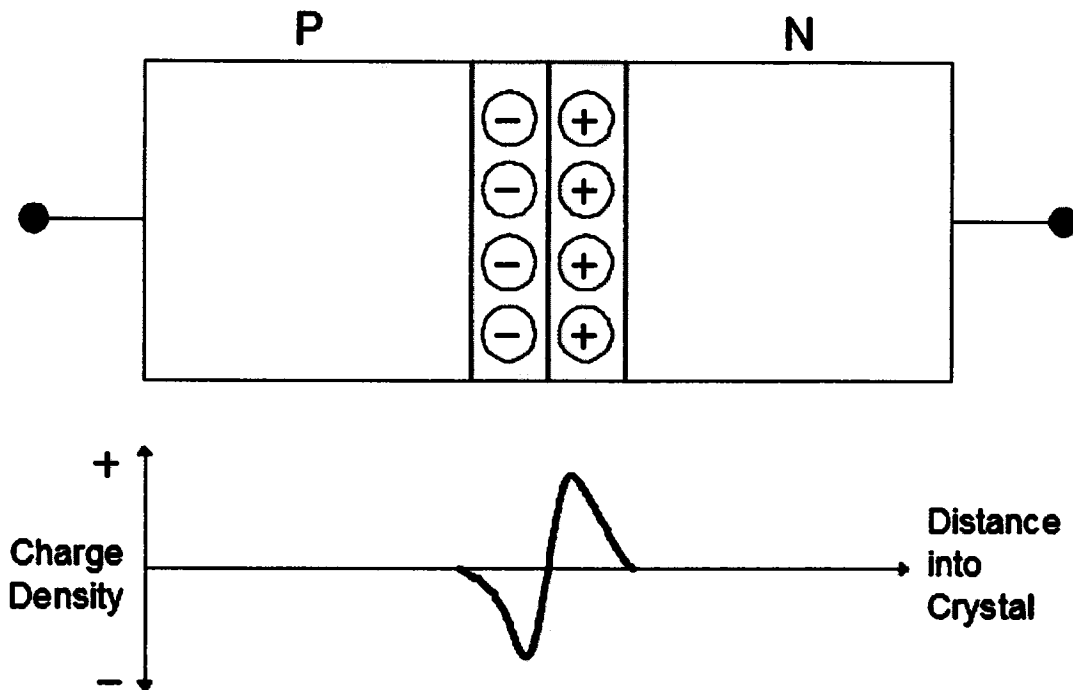 P
N
− +
− +
− +
− +
+
Charge
Density
−
Distance
into
Crystal